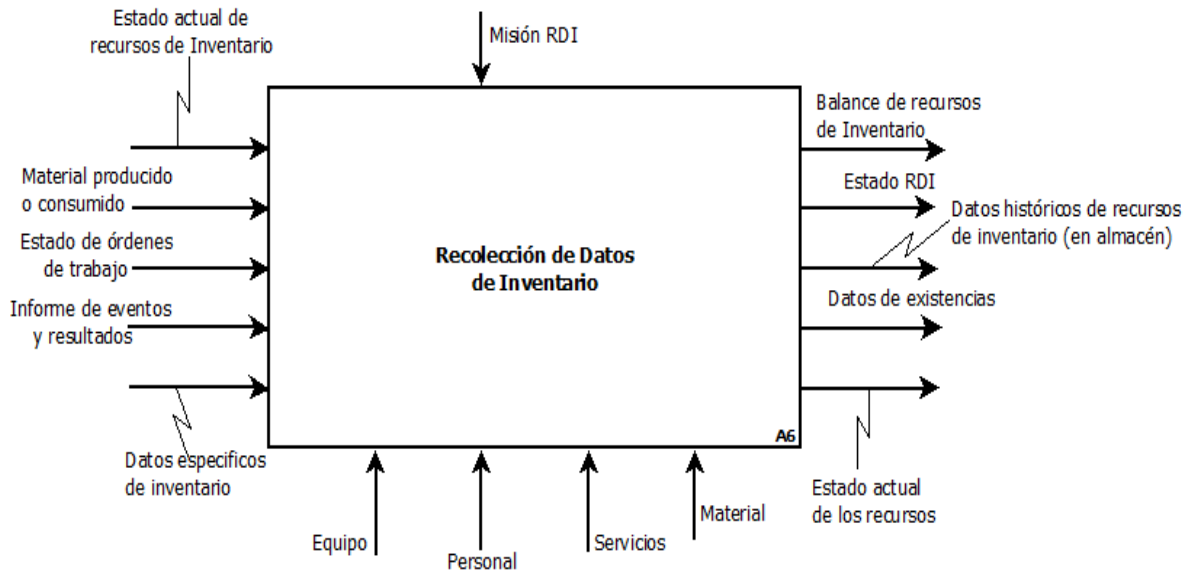 Estado actual de
recursos de Inventario
Misión RDI
Material producido
o consumido
Estado de órdenes
de trabajo
Informe de eventos
y resultados
Datos especificos
de inventario
Recolección de Datos
de Inventario
A6
Balance de recursos
de Inventario
Estado RDI
Datos históricos de recursos
de inventario (en almacén)
Datos de existencias
Estado actual
de los recursos
Equipo
Personal
Servicios
Material